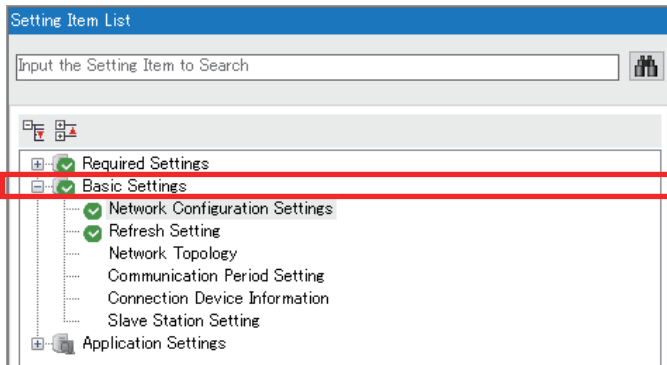 Setting Item List
Input the Setting Item to Search
Required Settings
Basic Settings
Network Configuration Settings
Refresh Setting
Network Topology
Communication Period Setting
Connection Device Information
Slave Station Setting
Application Settings